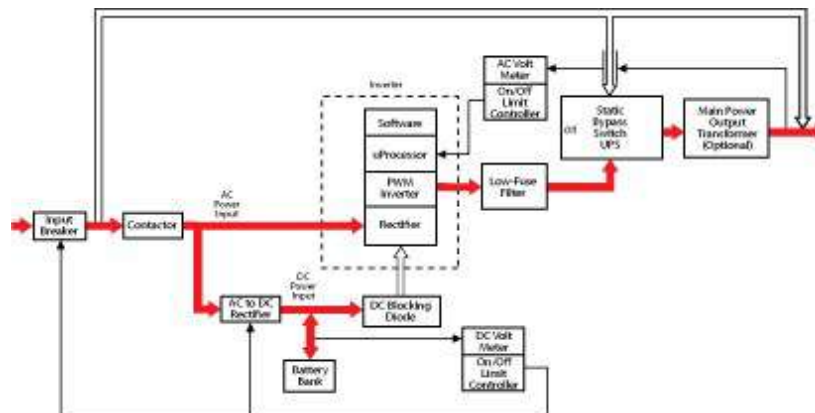 Inverter
AC Volt
Meter
On/Off
Limit
Controller
Software
uProcessor
PWM
Inverter
Rectifier
Static
Bypass
Switch
UPS
Main Power
Output
Transformer
(Optional)
Low-Fuse
Filter
AC
Power
Input
Input
Breaker
Contactor
DC
Power
Input
AC to DC
Rectifier
DC Blocking
Diode
Battery
Bank
DC Volt
Meter
On/Off
Limit
Controller